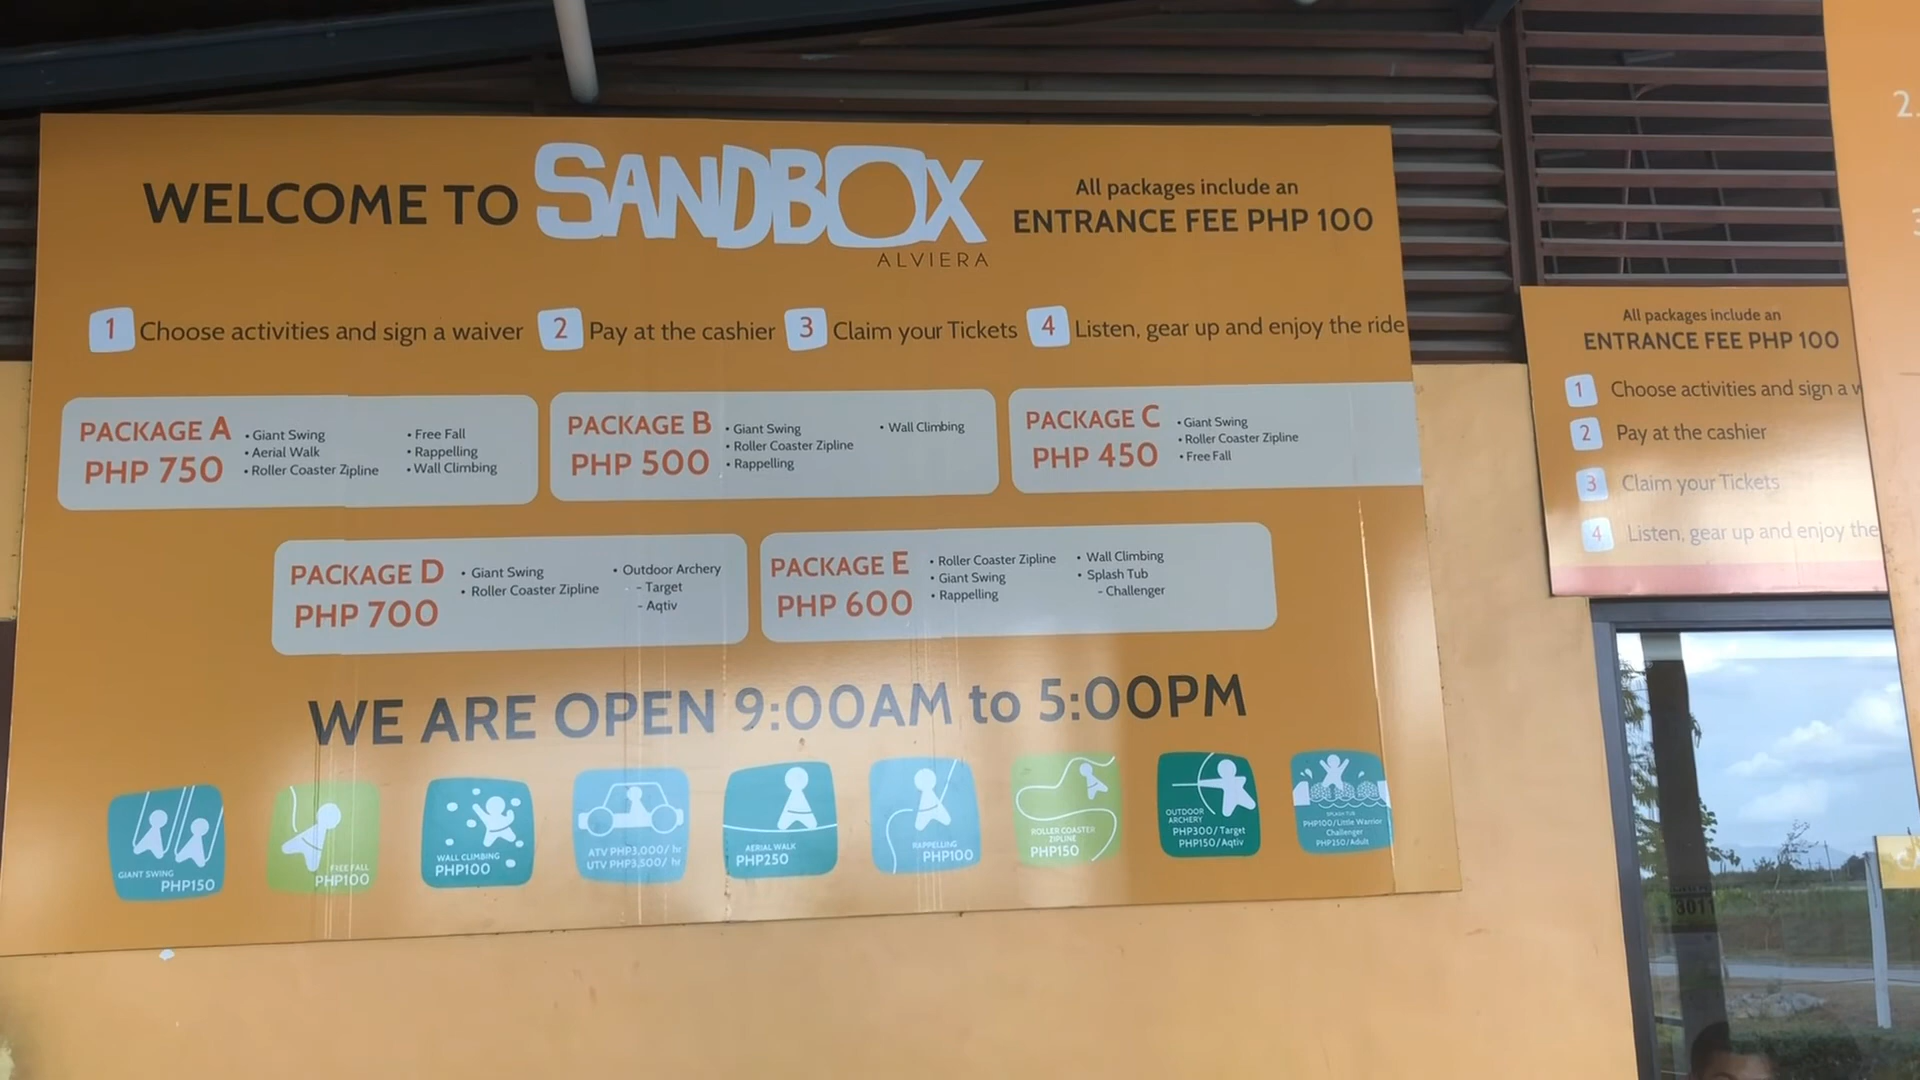 WELCOME TO SANDBOX
ALVIERA
All packages include an
ENTRANCE FEE PHP 100
1 Choose activities and sign a waiver
2 Pay at the cashier
3 Claim your Tickets
4 Listen, gear up and enjoy the ride
PACKAGE A
PHP 750
• Giant Swing
• Aerial Walk
• Roller Coaster Zipline
• Free Fall
• Rappelling
• Wall Climbing
PACKAGE B
PHP 500
• Giant Swing
• Roller Coaster Zipline
• Rappelling
• Wall Climbing
PACKAGE C
PHP 450
• Giant Swing
• Roller Coaster Zipline
• Free Fall
PACKAGE D
PHP 700
• Giant Swing
• Roller Coaster Zipline
• Outdoor Archery
- Target
- Aqtiv
PACKAGE E
PHP 600
• Roller Coaster Zipline
• Giant Swing
• Rappelling
• Wall Climbing
• Splash Tub
- Challenger
WE ARE OPEN 9:00AM to 5:00PM
GIANT SWING
PHP150
FREE FALL
PHP100
WALL CLIMBING
PHP100
ATV PHP3,000/ hr
UTV PHP3,500/ hr
AERIAL WALK
PHP250
RAPPELLING
PHP100
ROLLER COASTER
ZIPLINE
PHP150
OUTDOOR
ARCHERY
PHP300/Target
PHP150/Aqtiv
SPLASH TUB
PHP100/Little Warrior
Challenger
PHP250/Adult
All packages include an
ENTRANCE FEE PHP 100
1 Choose activities and sign a
2 Pay at the cashier
3 Claim your Tickets
4 Listen, gear up and enjoy the
2.
3011